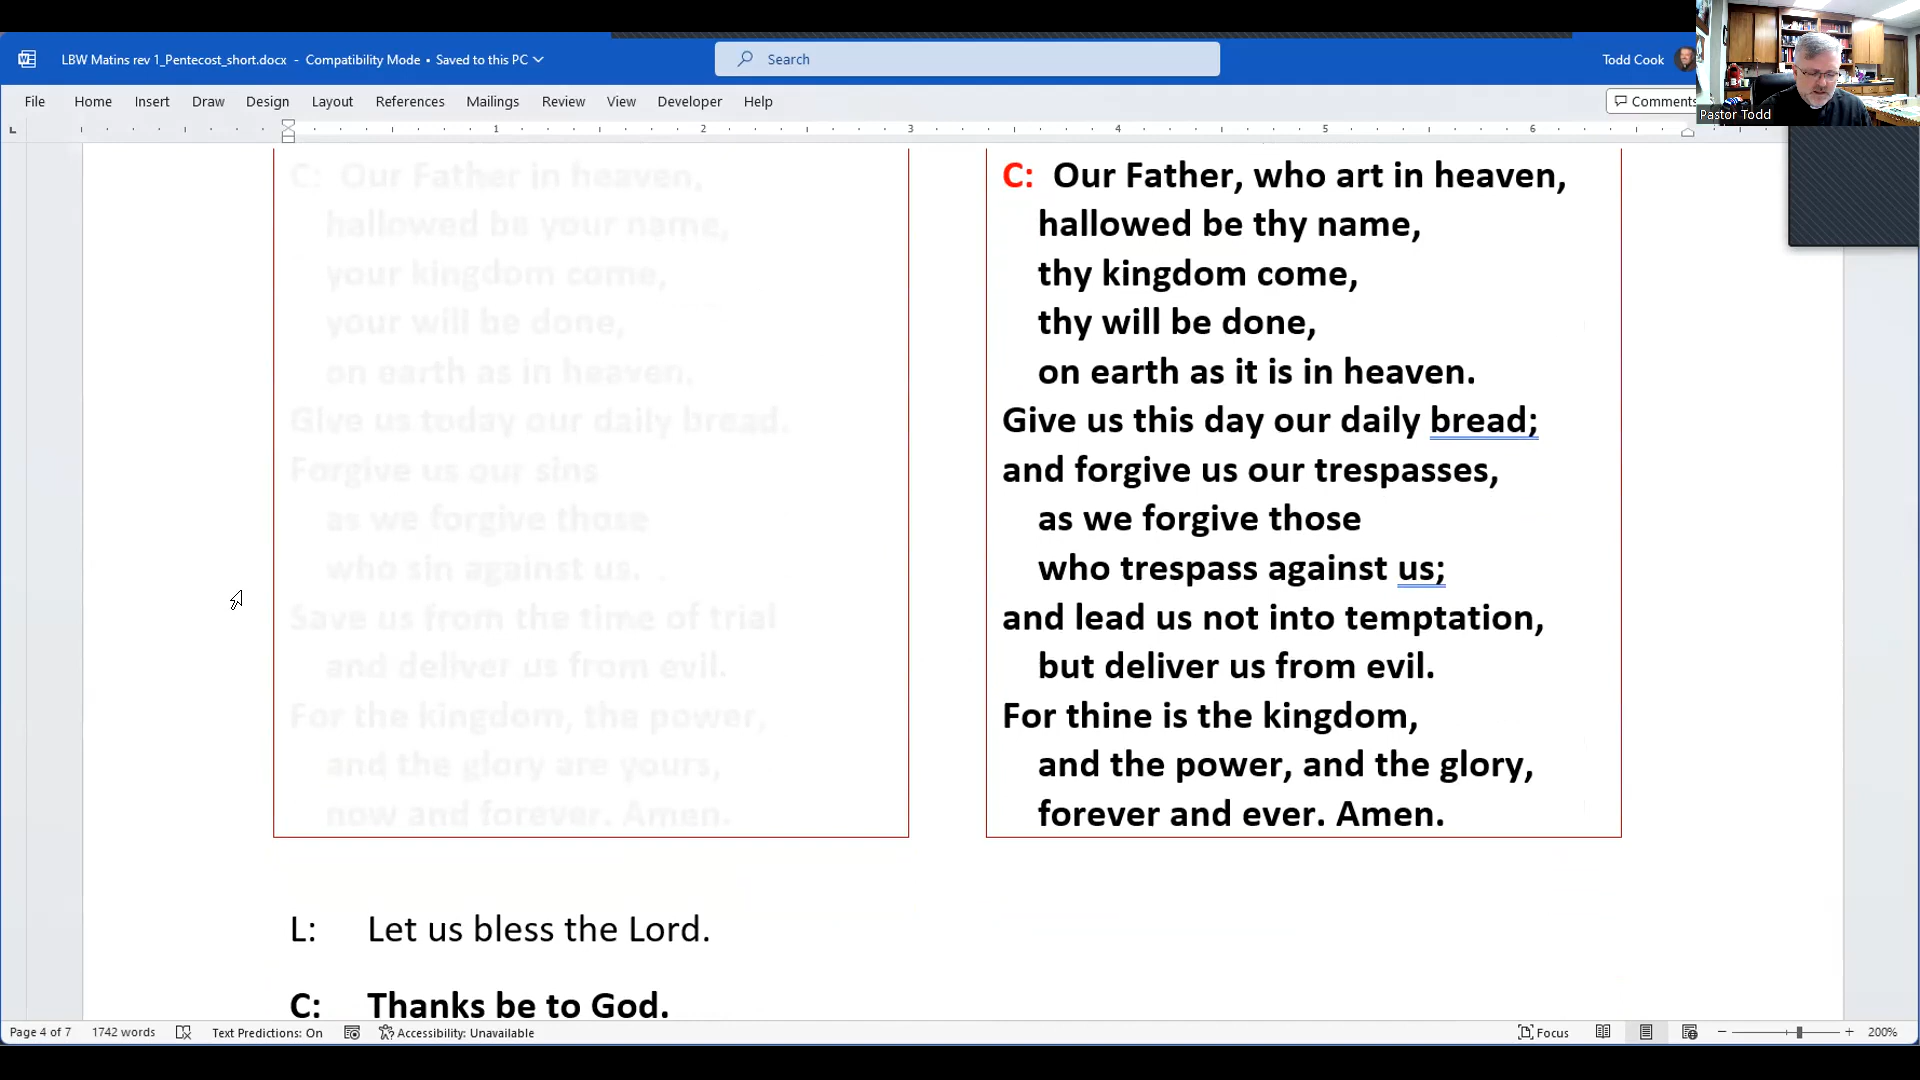 LBW Matins rev 1_Pentecost_short.docx - Compatibility Mode • Saved to this PC
Search
Todd Cook
File Home Insert Draw Design Layout References Mailings Review View Developer Help
Comments
Pastor Todd
1 2 3 4 5 6
C: Our Father in heaven,
hallowed be your name,
your kingdom come,
your will be done,
on earth as in heaven.
Give us today our daily bread.
Forgive us our sins
as we forgive those
who sin against us.
Save us from the time of trial
and deliver us from evil.
For the kingdom, the power,
and the glory are yours,
now and forever. Amen.
C: Our Father, who art in heaven,
hallowed be thy name,
thy kingdom come,
thy will be done,
on earth as it is in heaven.
Give us this day our daily bread;
and forgive us our trespasses,
as we forgive those
who trespass against us;
and lead us not into temptation,
but deliver us from evil.
For thine is the kingdom,
and the power, and the glory,
forever and ever. Amen.
L: Let us bless the Lord.
C: Thanks be to God.
Page 4 of 7 1742 words Text Predictions: On Accessibility: Unavailable Focus 200%